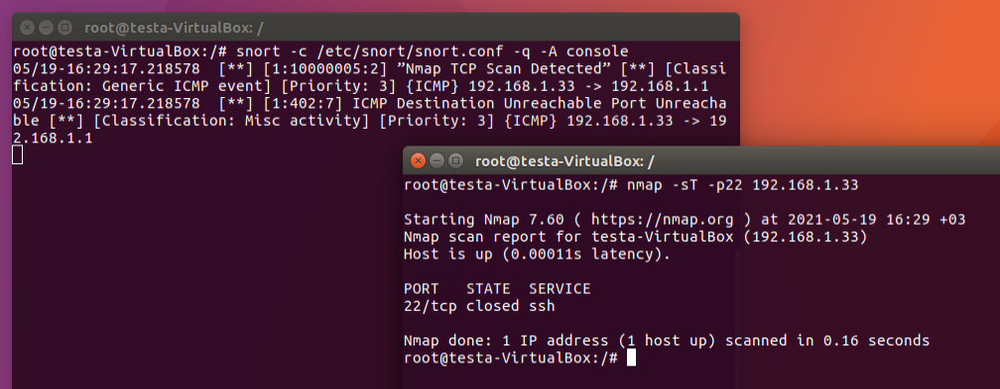 root@testa-VirtualBox: /
root@testa-VirtualBox:/# snort -c /etc/snort/snort.conf -q -A console
05/19-16:29:17.218578  [**] [1:10000005:2] ”Nmap TCP Scan Detected” [**] [Classi
fication: Generic ICMP event] [Priority: 3] {ICMP} 192.168.1.33 -> 192.168.1.1
05/19-16:29:17.218578  [**] [1:402:7] ICMP Destination Unreachable Port Unreacha
ble [**] [Classification: Misc activity] [Priority: 3] {ICMP} 192.168.1.33 -> 19
2.168.1.1
root@testa-VirtualBox: /
root@testa-VirtualBox:/# nmap -sT -p22 192.168.1.33
Starting Nmap 7.60 ( https://nmap.org ) at 2021-05-19 16:29 +03
Nmap scan report for testa-VirtualBox (192.168.1.33)
Host is up (0.00011s latency).
PORT   STATE  SERVICE
22/tcp closed ssh
Nmap done: 1 IP address (1 host up) scanned in 0.16 seconds
root@testa-VirtualBox:/#